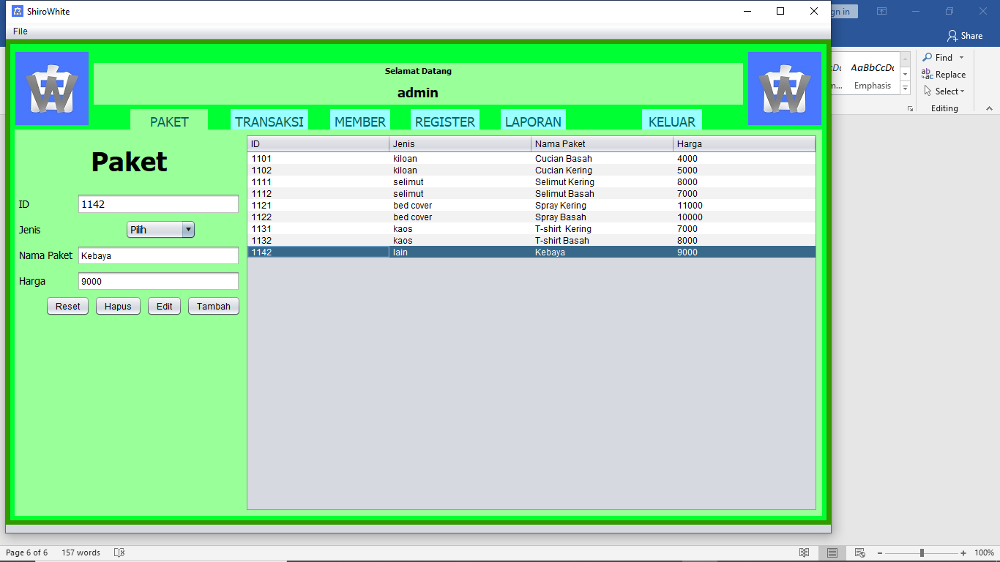 ShiroWhite
gn in
File
Share
Selamat Datang
admin
Find
Replace
Select
Editing
AaBbCcDc
m...
Emphasis
PAKET
TRANSAKSI
MEMBER
REGISTER
LAPORAN
KELUAR
Paket
ID
1142
Jenis
Pilih
Nama Paket
Kebaya
Harga
9000
Reset
Hapus
Edit
Tambah
ID Jenis Nama Paket Harga
1101 kiloan Cucian Basah 4000
1102 kiloan Cucian Kering 5000
1111 selimut Selimut Kering 8000
1112 selimut Selimut Basah 7000
1121 bed cover Spray Kering 11000
1122 bed cover Spray Basah 10000
1131 kaos T-shirt Kering 7000
1132 kaos T-shirt Basah 8000
1142 lain Kebaya 9000
Page 6 of 6
157 words
100%